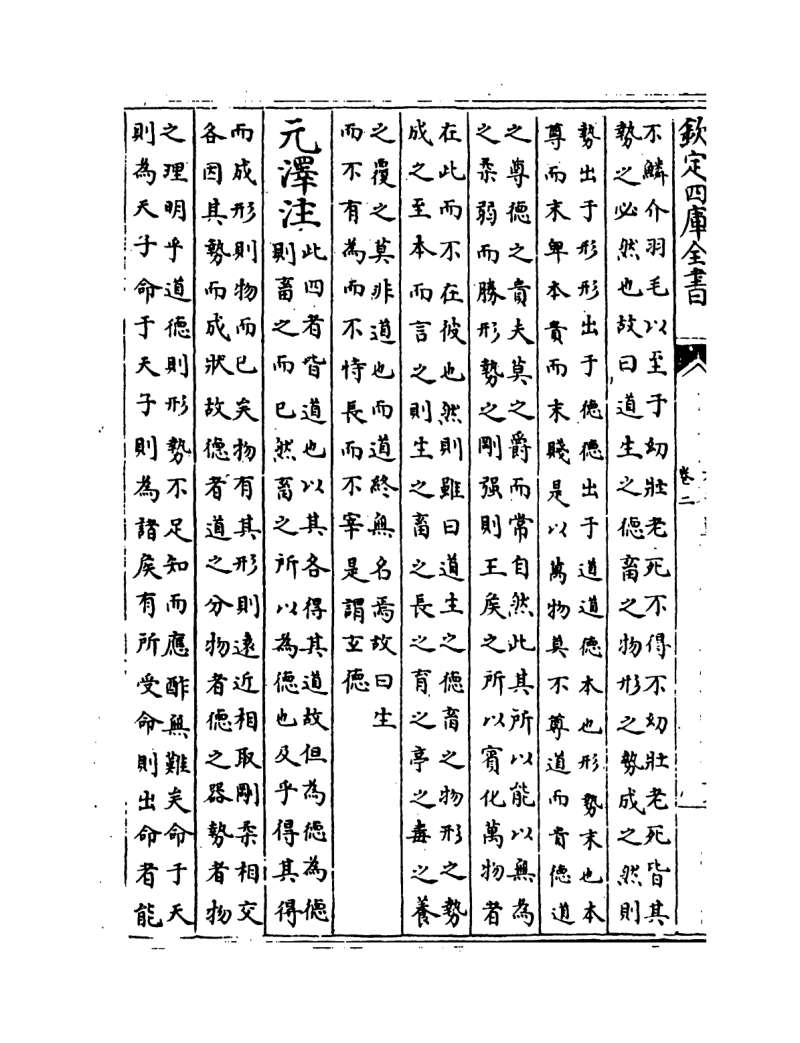 欽定四庫全書
卷二
不鱗介羽毛以至于幼壯老死不得不幼壯老死皆其
勢之必然也故曰道生之德畜之物形之勢成之然則
勢出于形形出于德德出于道道德本也形勢末也本
尊而末卑本貴而末賤是以萬物莫不尊道而貴德道
之尊德之貴夫莫之爵而常自然此其所以能以無為
之柔弱而勝形勢之剛强則王矦之所以賓化萬物者
在此而不在彼也然則雖曰道生之德畜之物形之勢
成之至本而言之則生之畜之長之育之亭之毒之養
之覆之莫非道也而道終無名焉故曰生
而不有為而不恃長而不宰是謂𤣥德
元澤注
此四者皆道也以其各得其道故但為德為德
則畜之而已然畜之所以為德也及乎得其得
而成形則物而已矣物有其形則遠近相取剛柔相交
各因其勢而成狀故德者道之分物者德之器勢者物
之理明乎道德則形勢不足知而應酢無難矣命于天
則為天子命于天子則為諸矦有所受命則出命者能